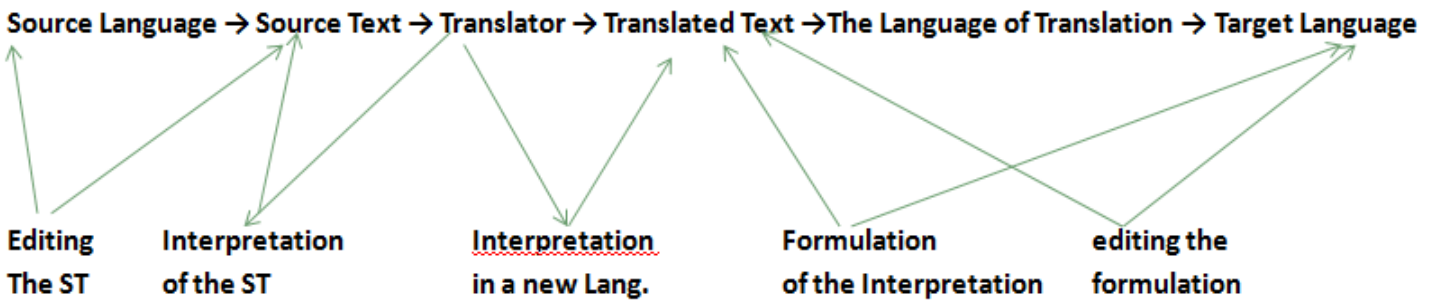 Source Language → Source Text → Translator → Translated Text →The Language of Translation → Target Language
Editing Interpretation Interpretation Formulation editing the
The ST of the ST in a new Lang. of the Interpretation formulation